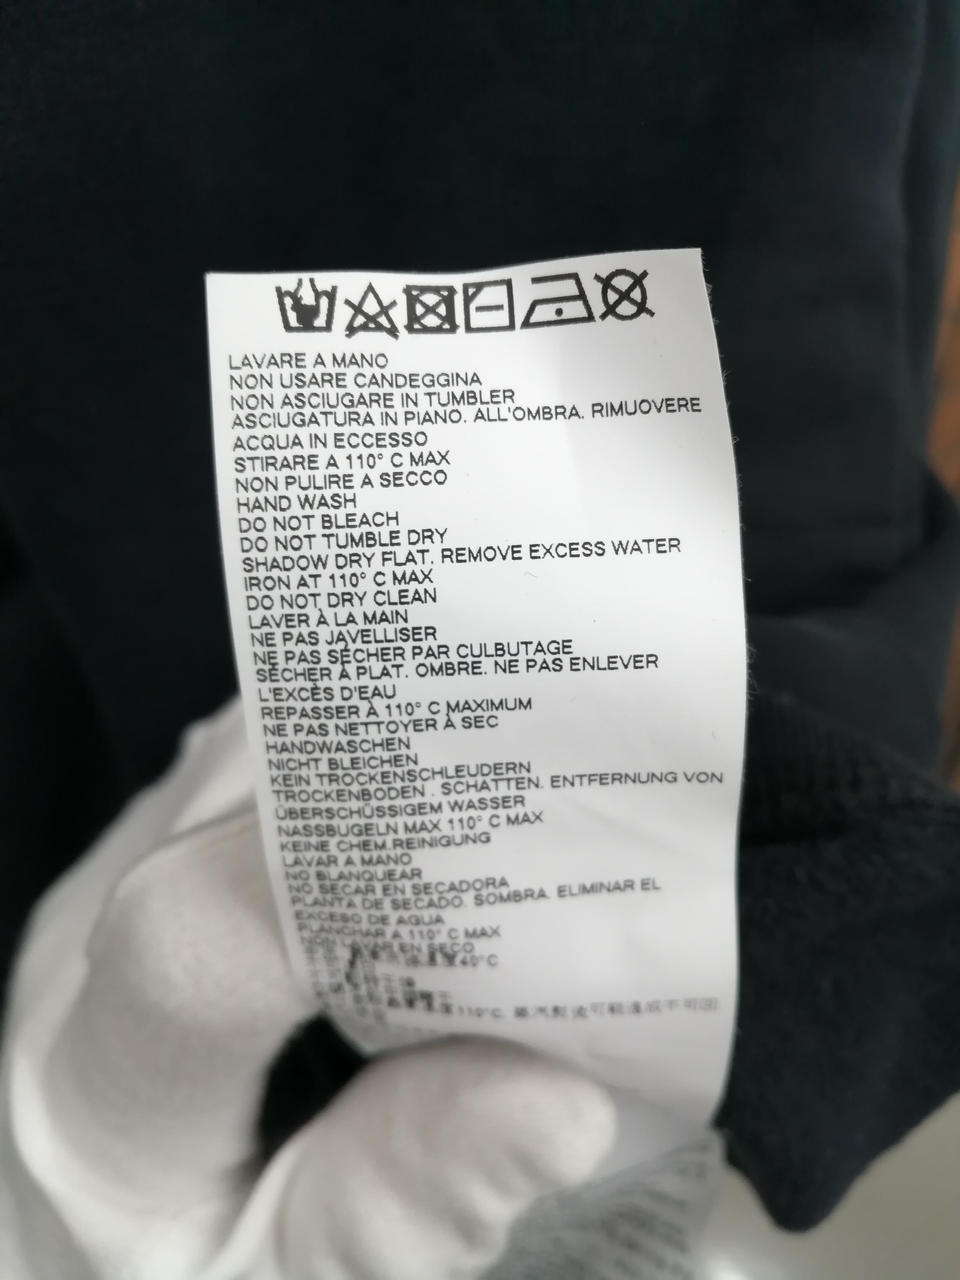 LAVARE A MANO
NON USARE CANDEGGINA
NON ASCIUGARE IN TUMBLER
ASCIUGATURA IN PIANO. ALL'OMBRA. RIMUOVERE
ACQUA IN ECCESSO
STIRARE A 110° C MAX
NON PULIRE A SECCO
HAND WASH
DO NOT BLEACH
DO NOT TUMBLE DRY
SHADOW DRY FLAT. REMOVE EXCESS WATER
IRON AT 110° C MAX
DO NOT DRY CLEAN
LAVER À LA MAIN
NE PAS JAVELLISER
NE PAS SÉCHER PAR CULBUTAGE
SÉCHER À PLAT. OMBRE. NE PAS ENLEVER
L'EXCÈS D'EAU
REPASSER À 110° C MAXIMUM
NE PAS NETTOYER À SEC
HANDWASCHEN
NICHT BLEICHEN
KEIN TROCKENSCHLEUDERN
TROCKENBODEN . SCHATTEN. ENTFERNUNG VON
ÜBERSCHÜSSIGEM WASSER
NASSBUGELN MAX 110° C MAX
KEINE CHEM.REINIGUNG
LAVAR A MANO
NO BLANQUEAR
NO SECAR EN SECADORA
PLANTA DE SECADO. SOMBRA. ELIMINAR EL
EXCESO DE AGUA
PLANCHAR A 110° C MAX
NON LAVAR EN SECO
40°C
110°C.